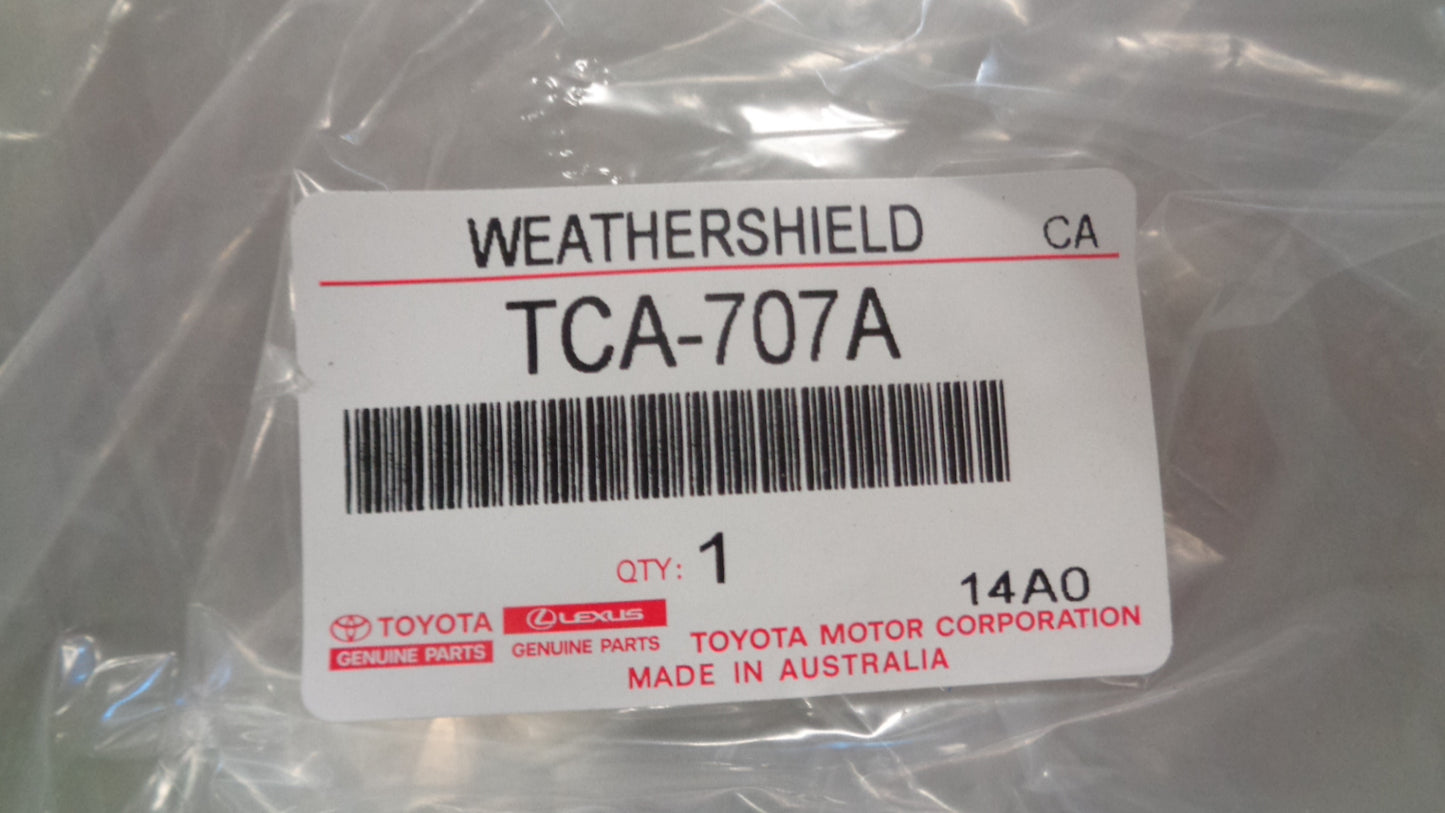 WEATHERSHIELD CA
TCA-707A
QTY: 1
14A0
TOYOTA LEXUS
GENUINE PARTS GENUINE PARTS TOYOTA MOTOR CORPORATION
MADE IN AUSTRALIA